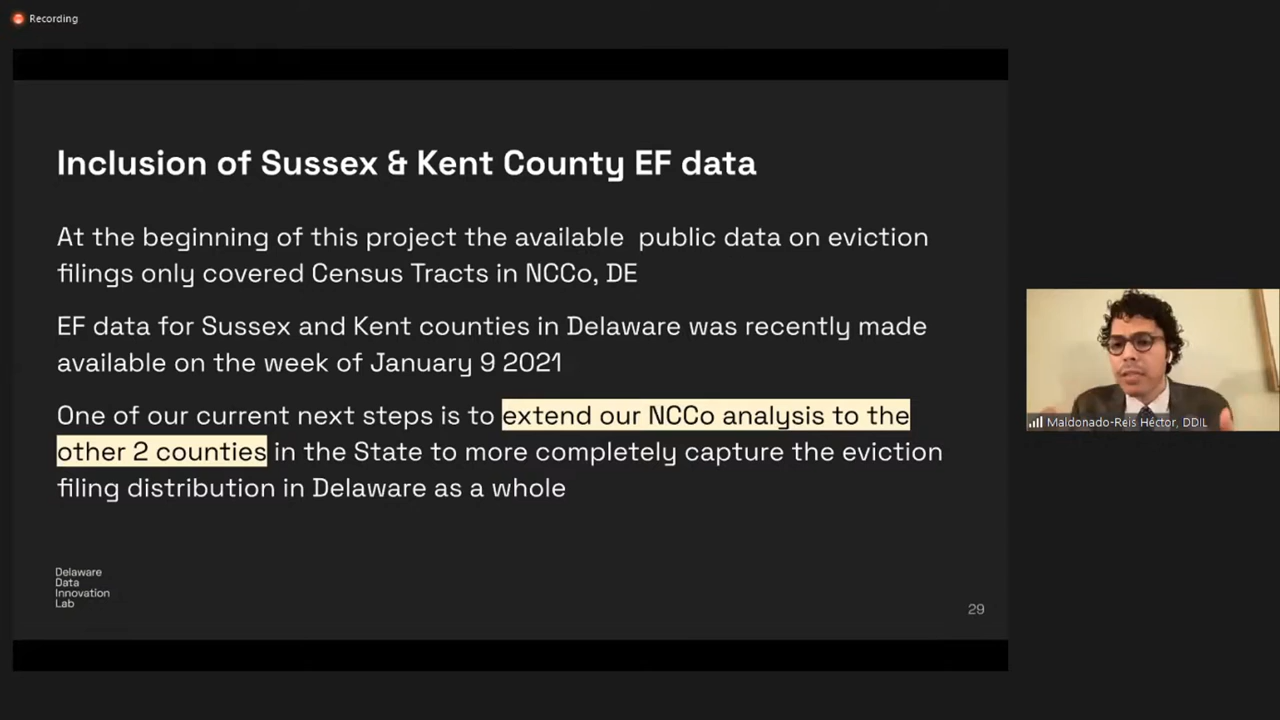 Recording
Inclusion of Sussex & Kent County EF data
At the beginning of this project the available public data on eviction
filings only covered Census Tracts in NCCo, DE
EF data for Sussex and Kent counties in Delaware was recently made
available on the week of January 9 2021
One of our current next steps is to extend our NCCo analysis to the
other 2 counties in the State to more completely capture the eviction
filing distribution in Delaware as a whole
Delaware
Data
Innovation
Lab
29
Maldonado-Reis Héctor, DDIL